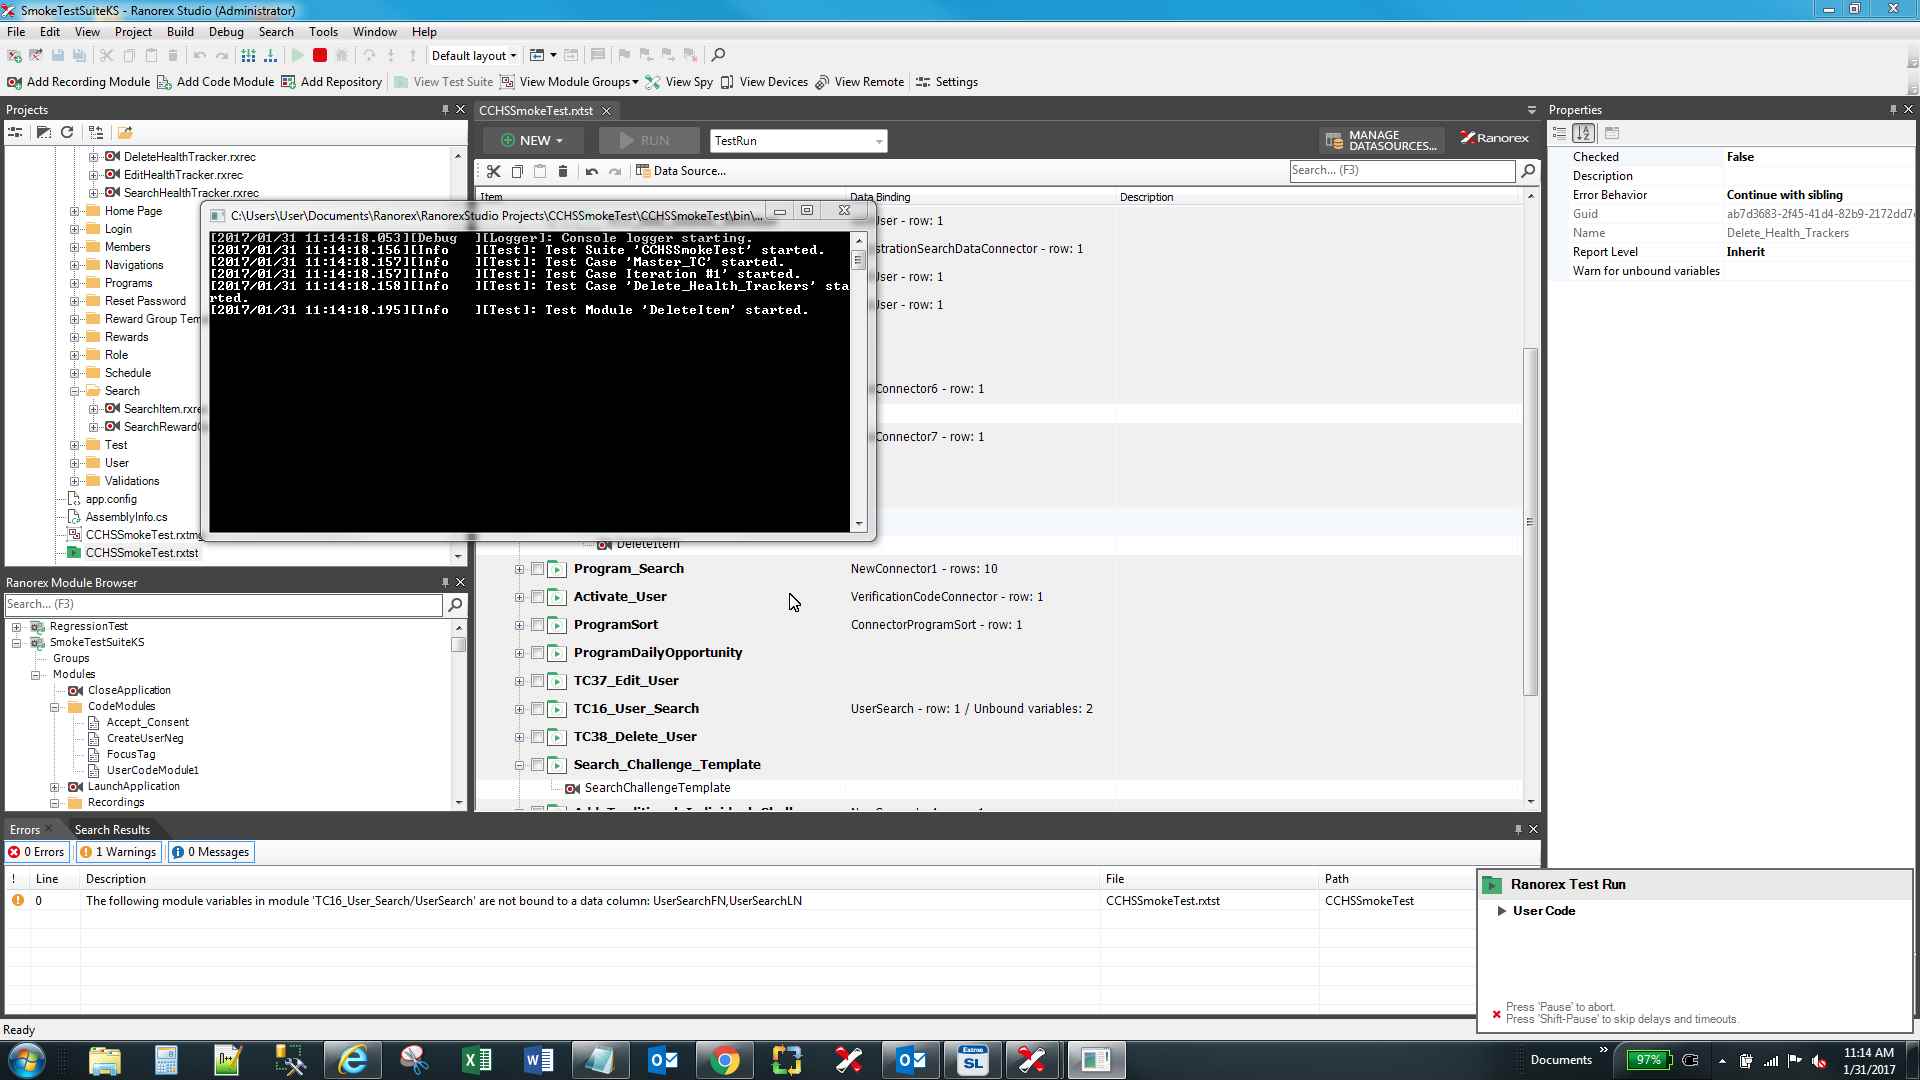 SmokeTestSuiteKS - Ranorex Studio (Administrator)
File Edit View Project Build Debug Search Tools Window Help
Default layout
Add Recording Module Add Code Module Add Repository View Test Suite View Module Groups View Spy View Devices View Remote Settings
Projects
DeleteHealthTracker.rxrec
EditHealthTracker.rxrec
SearchHealthTracker.rxrec
Home Page
Login
Members
Navigations
Programs
Reset Password
Reward Group Tem
Rewards
Role
Schedule
Search
SearchItem.rxre
SearchReward
Test
User
Validations
app.config
AssemblyInfo.cs
CCHSSmokeTest.rxtmg
CCHSSmokeTest.rxtst
Ranorex Module Browser
Search... (F3)
RegressionTest
SmokeTestSuiteKS
Groups
Modules
CloseApplication
CodeModules
Accept_Consent
CreateUserNeg
FocusTag
UserCodeModule1
LaunchApplication
Recordings
CCHSSmokeTest.rxtst
NEW RUN TestRun MANAGE DATASOURCES... Ranorex
Data Source... Search... (F3)
Item Data Binding Description
C:\Users\User\Documents\Ranorex\RanorexStudio Projects\CCHSSmokeTest\CCHSSmokeTest\bin\...
[2017/01/31 11:14:18.053][Debug ][Logger]: Console logger starting.
[2017/01/31 11:14:18.156][Info ][Test]: Test Suite 'CCHSSmokeTest' started.
[2017/01/31 11:14:18.157][Info ][Test]: Test Case 'Master_TC' started.
[2017/01/31 11:14:18.157][Info ][Test]: Test Case Iteration #1' started.
[2017/01/31 11:14:18.158][Info ][Test]: Test Case 'Delete_Health_Trackers' sta
rted.
[2017/01/31 11:14:18.195][Info ][Test]: Test Module 'DeleteItem' started.
User - row: 1
strationSearchDataConnector - row: 1
User - row: 1
User - row: 1
Connector6 - row: 1
Connector7 - row: 1
DeleteItem
Program_Search NewConnector1 - rows: 10
Activate_User VerificationCodeConnector - row: 1
ProgramSort ConnectorProgramSort - row: 1
ProgramDailyOpportunity
TC37_Edit_User
TC16_User_Search UserSearch - row: 1 / Unbound variables: 2
TC38_Delete_User
Search_Challenge_Template
SearchChallengeTemplate
Properties
Checked False
Description
Error Behavior Continue with sibling
Guid ab7d3683-2f45-41d4-82b9-2172dd7
Name Delete_Health_Trackers
Report Level Inherit
Warn for unbound variables
Errors Search Results
0 Errors 1 Warnings 0 Messages
! Line Description File Path
0 The following module variables in module 'TC16_User_Search/UserSearch' are not bound to a data column: UserSearchFN,UserSearchLN CCHSSmokeTest.rxtst CCHSSmokeTest
Ranorex Test Run
User Code
Press 'Pause' to abort.
Press 'Shift-Pause' to skip delays and timeouts.
Ready
Extron
SL
Documents
97%
11:14 AM
1/31/2017